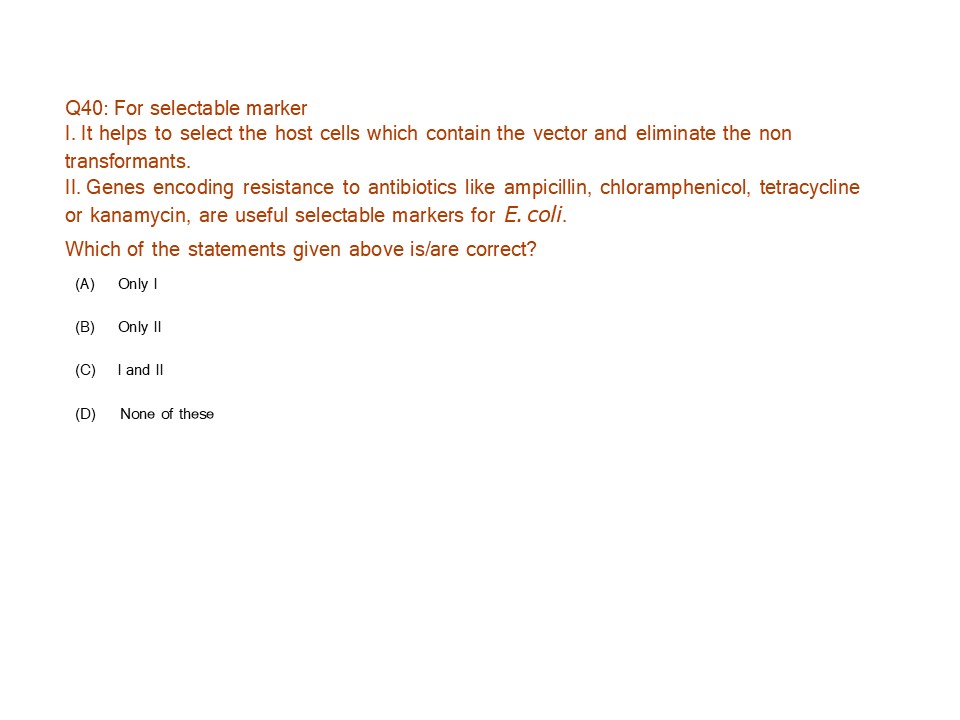 Q40: For selectable marker
I. It helps to select the host cells which contain the vector and eliminate the non
transformants.
II. Genes encoding resistance to antibiotics like ampicillin, chloramphenicol, tetracycline
or kanamycin, are useful selectable markers for E. coli.
Which of the statements given above is/are correct?
(A) Only I
(B) Only II
(C) I and II
(D) None of these